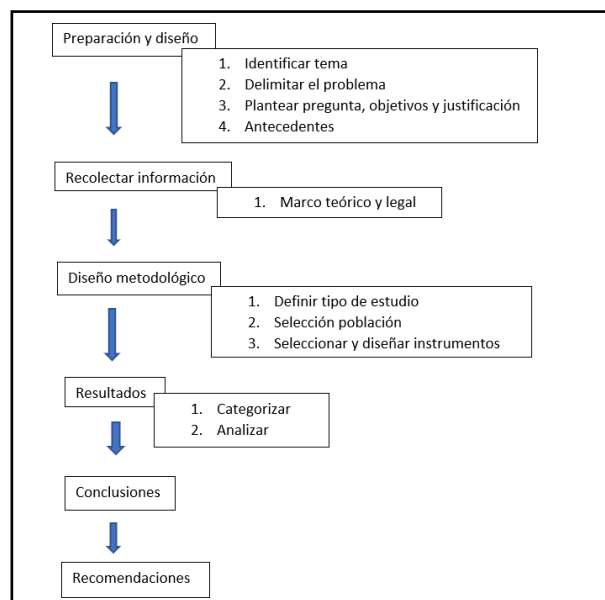 Preparación y diseño
1. Identificar tema
2. Delimitar el problema
3. Plantear pregunta, objetivos y justificación
4. Antecedentes
Recolectar información
1. Marco teórico y legal
Diseño metodológico
1. Definir tipo de estudio
2. Selección población
3. Seleccionar y diseñar instrumentos
Resultados
1. Categorizar
2. Analizar
Conclusiones
Recomendaciones